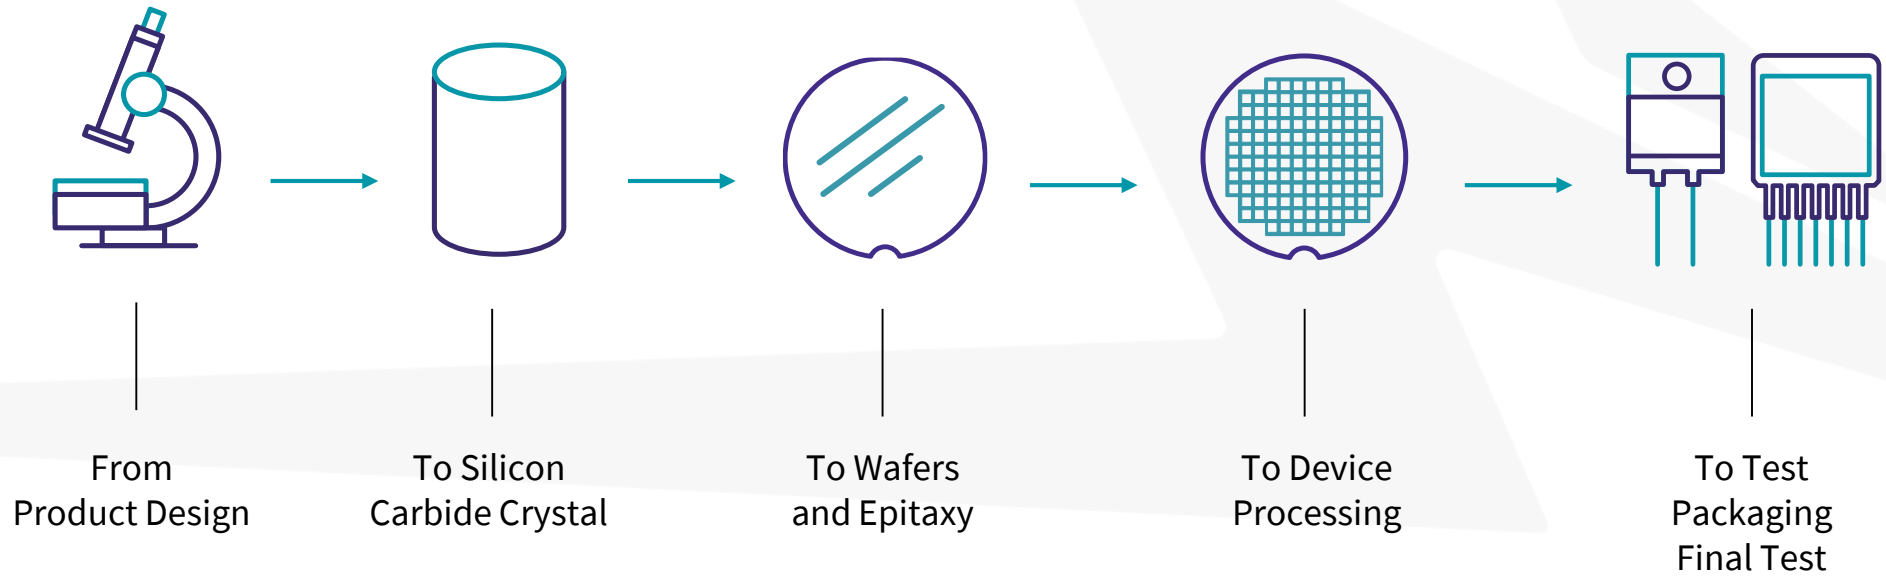 From
Product Design
To Silicon
Carbide Crystal
To Wafers
and Epitaxy
To Device
Processing
To Test
Packaging
Final Test